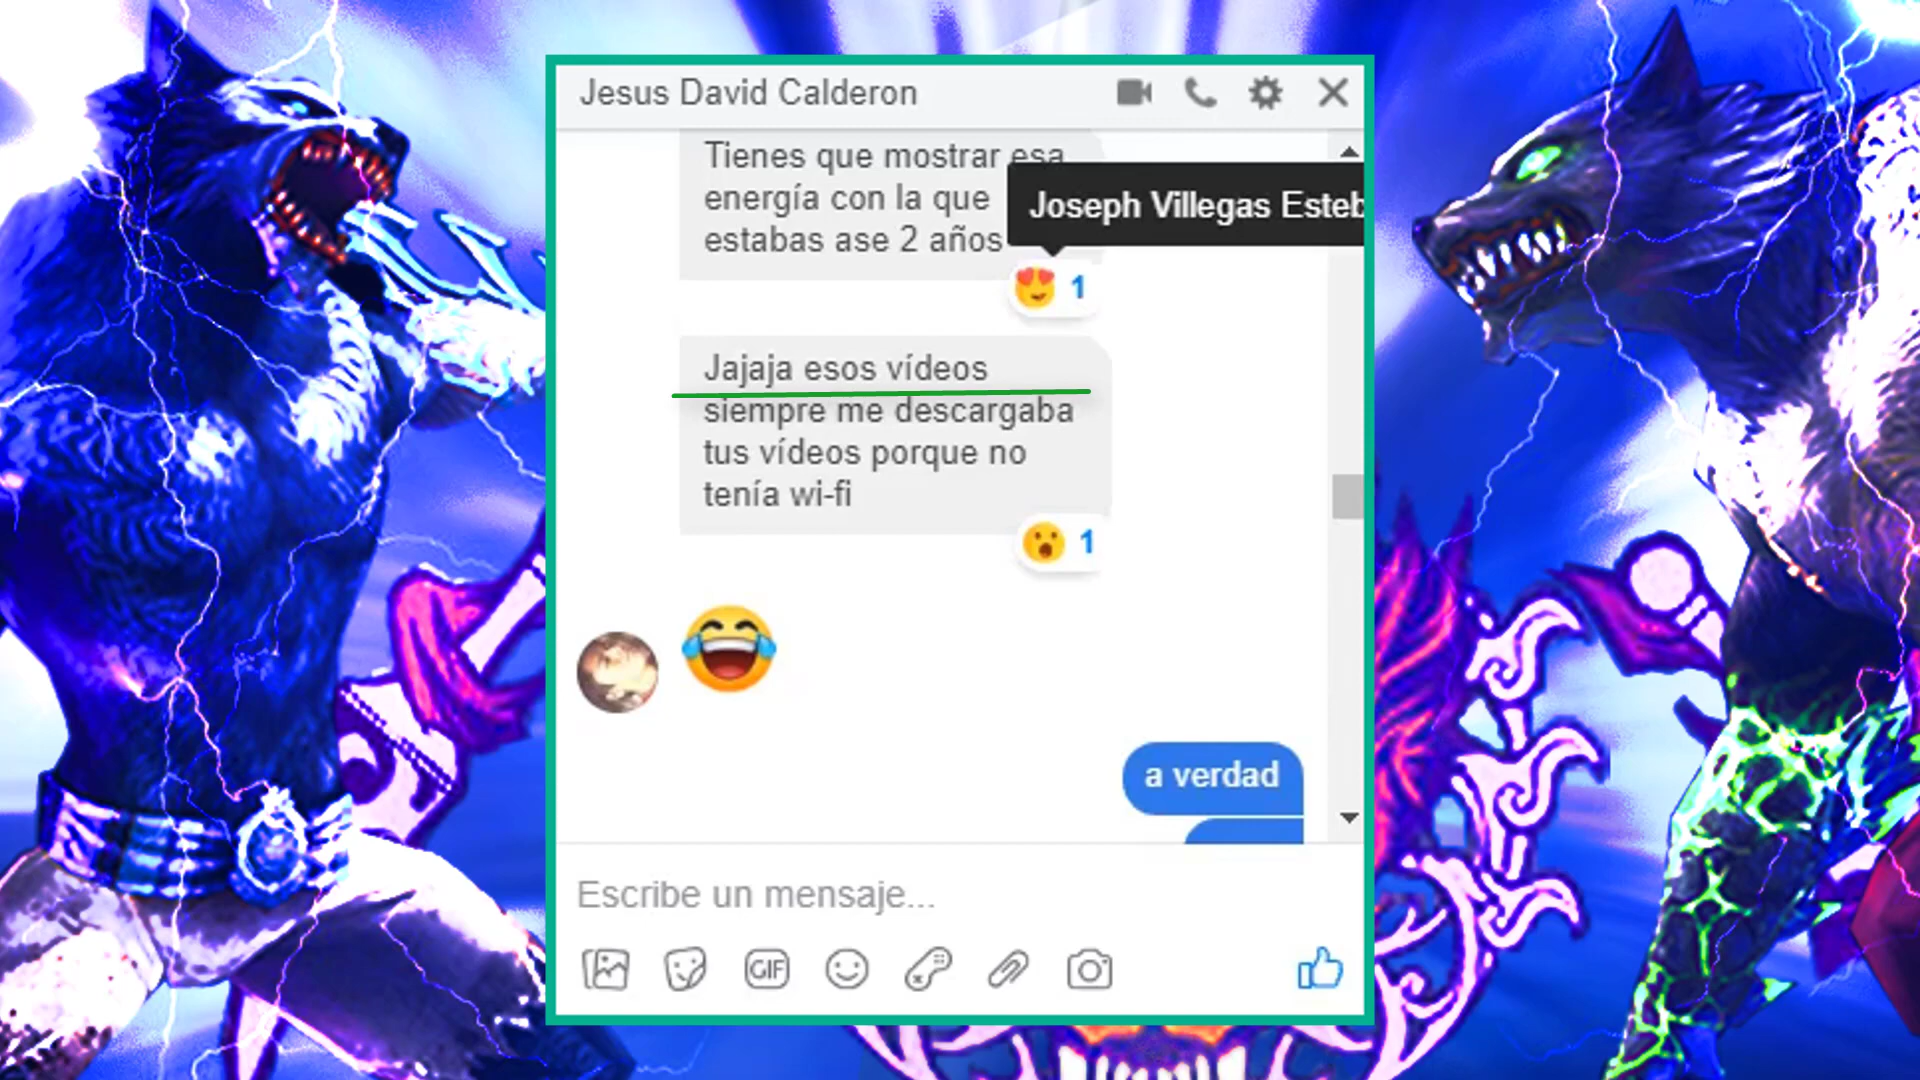 Jesus David Calderon
Tienes que mostrar esa
energía con la que
estabas ase 2 años
Joseph Villegas Esteb
1
Jajaja esos vídeos
siempre me descargaba
tus vídeos porque no
tenía wi-fi
1
a verdad
Escribe un mensaje...
GIF